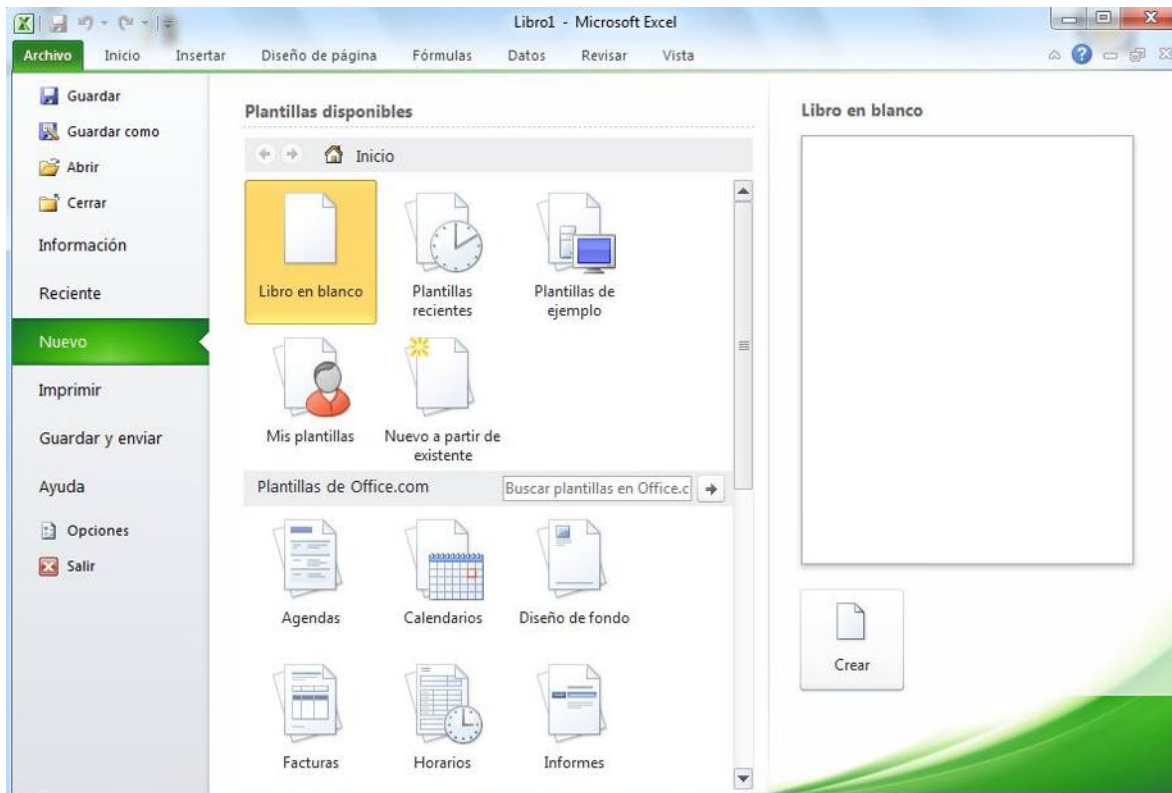 Libro1 - Microsoft Excel
Archivo Inicio Insertar Diseño de página Fórmulas Datos Revisar Vista
Guardar
Guardar como
Abrir
Cerrar
Información
Reciente
Nuevo
Imprimir
Guardar y enviar
Ayuda
Opciones
Salir
Plantillas disponibles
Inicio
Libro en blanco
Plantillas
recientes
Plantillas de
ejemplo
Mis plantillas
Nuevo a partir de
existente
Plantillas de Office.com
Buscar plantillas en Office.c
Agendas
Calendarios
Diseño de fondo
Facturas
Horarios
Informes
Libro en blanco
Crear